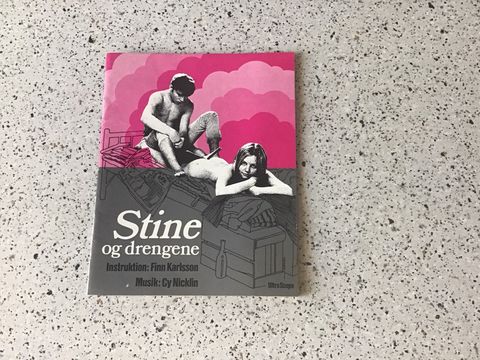 Stine
og drengene
Instruktion: Finn Karlsson
Musik: Cy Nicklin
Ultra Scope